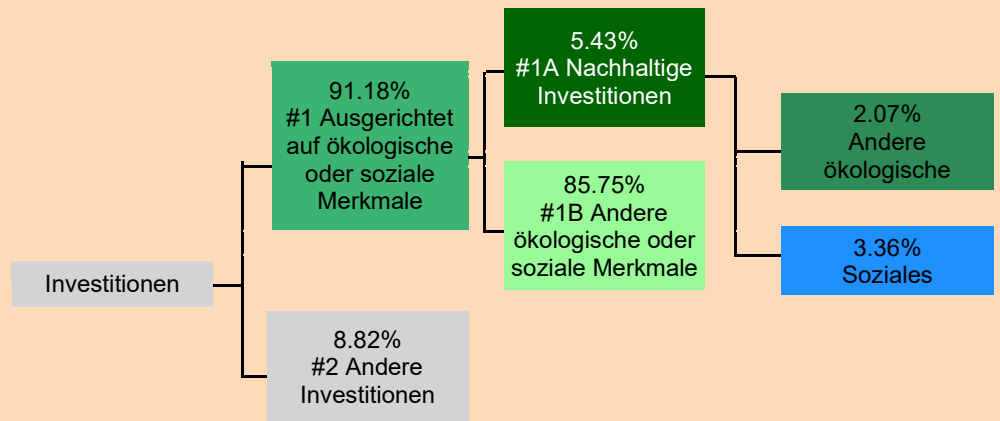 Investitionen
91.18%
#1 Ausgerichtet
auf ökologische
oder soziale
Merkmale
8.82%
#2 Andere
Investitionen
5.43%
#1A Nachhaltige
Investitionen
85.75%
#1B Andere
ökologische oder
soziale Merkmale
2.07%
Andere
ökologische
3.36%
Soziales